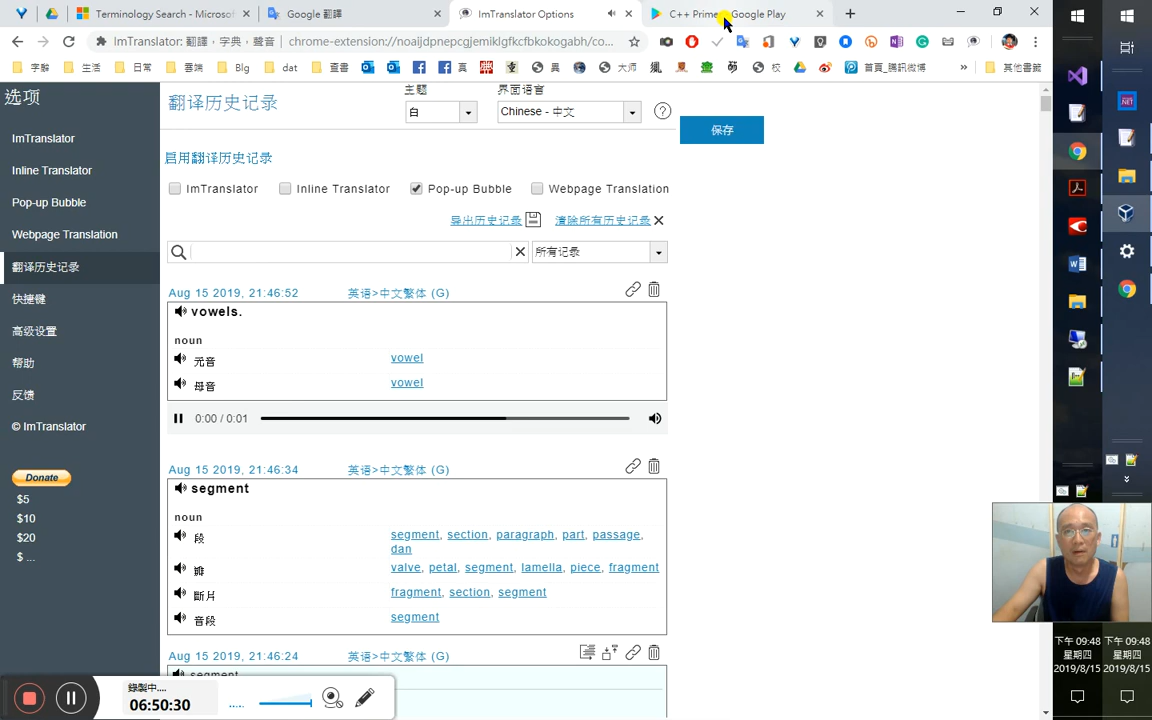 Terminology Search - Microsof
Google 翻譯
ImTranslator Options
C++ Prime
Google Play
ImTranslator: 翻譯，字典，聲音
chrome-extension://noaijdpnepcgjemiklgfkcfbkokogabh/co...
字辭
生活
日常
雲端
Blg
dat
查書
真
異
大师
校
首頁_騰訊微博
»
其他書籤
选项
翻译历史记录
主题
界面语言
白
Chinese - 中文
保存
ImTranslator
Inline Translator
Pop-up Bubble
Webpage Translation
翻译历史记录
快捷键
高级设置
帮助
反馈
© ImTranslator
Donate
$5
$10
$20
$ ...
启用翻译历史记录
ImTranslator
Inline Translator
Pop-up Bubble
Webpage Translation
导出历史记录
清除所有历史记录
所有记录
Aug 15 2019, 21:46:52 英语>中文繁体 (G)
vowels.
noun
元音 vowel
母音 vowel
0:00 / 0:01
Aug 15 2019, 21:46:34 英语>中文繁体 (G)
segment
noun
段 segment, section, paragraph, part, passage,
dan
瓣 valve, petal, segment, lamella, piece, fragment
斷片 fragment, section, segment
音段 segment
Aug 15 2019, 21:46:24 英语>中文繁体 (G)
segment
錄製中....
06:50:30
下午 09:48
星期四
2019/8/15
下午 09:48
星期四
2019/8/15